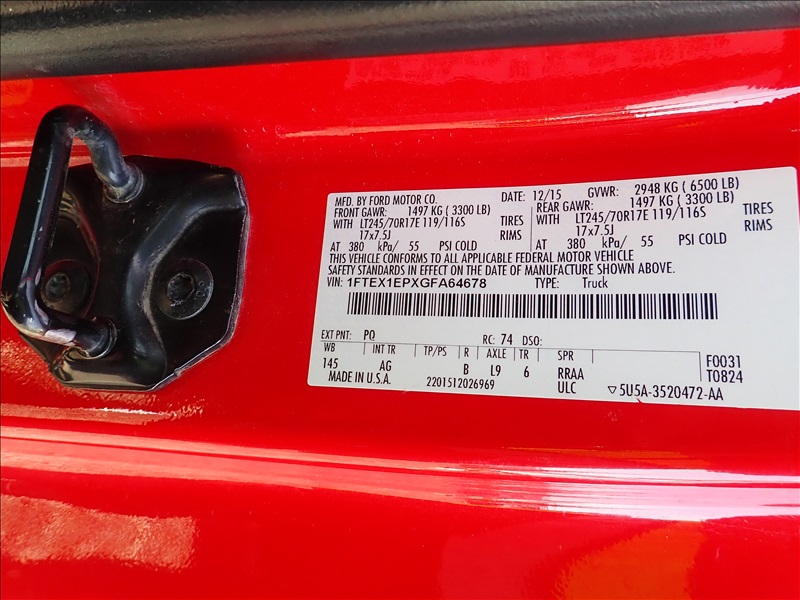 MFD. BY FORD MOTOR CO.
DATE: 12/15 GVWR: 2948 KG ( 6500 LB)
FRONT GAWR: 1497 KG ( 3300 LB) REAR GAWR: 1497 KG ( 3300 LB)
WITH LT245/70R17E 119/116S TIRES WITH LT245/70R17E 119/116S TIRES
17x7.5J RIMS 17x7.5J RIMS
AT 380 kPa/ 55 PSI COLD AT 380 kPa/ 55 PSI COLD
THIS VEHICLE CONFORMS TO ALL APPLICABLE FEDERAL MOTOR VEHICLE
SAFETY STANDARDS IN EFFECT ON THE DATE OF MANUFACTURE SHOWN ABOVE.
VIN: 1FTEX1EPXGFA64678 TYPE: Truck
EXT PNT: PQ RC: 74 DSO:
WB INT TR TP/PS R AXLE TR SPR F0031
145 AG B L9 6 RRAA T0824
MADE IN U.S.A. 2201512026969 ULC ▽5U5A-3520472-AA